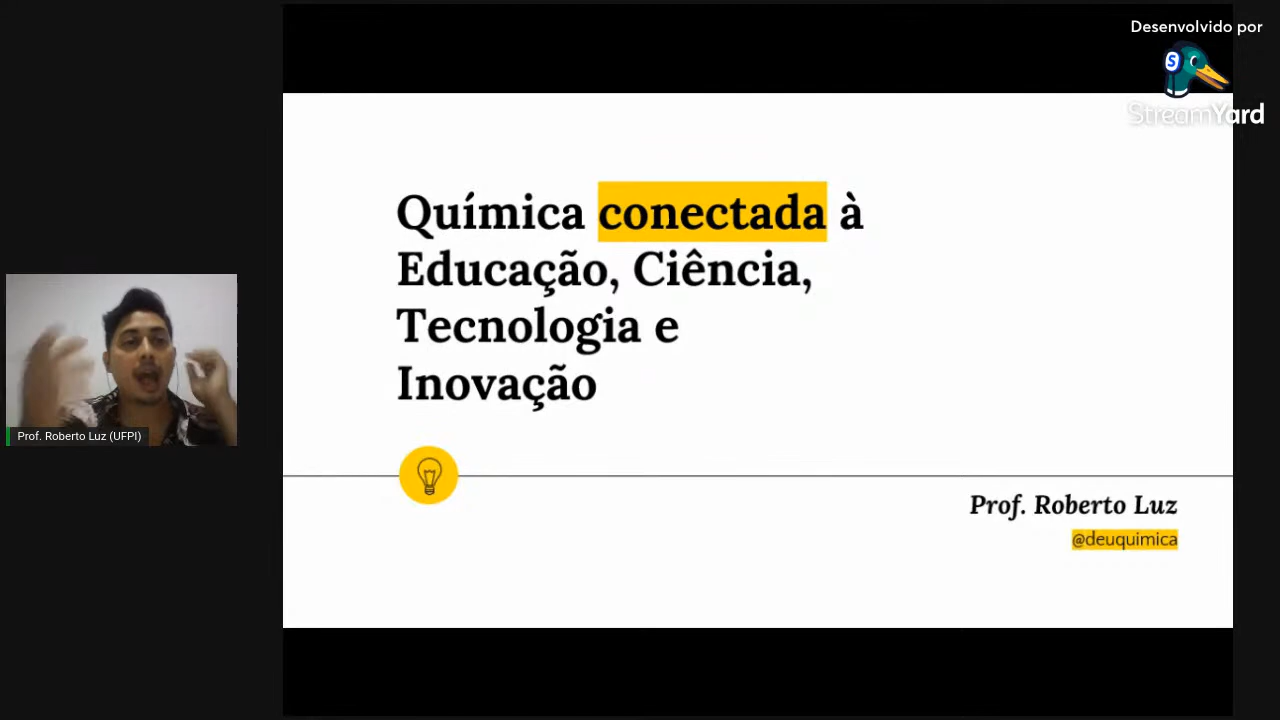 Desenvolvido por
StreamYard
Química conectada à
Educação, Ciência,
Tecnologia e
Inovação
Prof. Roberto Luz
@deuquimica
Prof. Roberto Luz (UFPI)